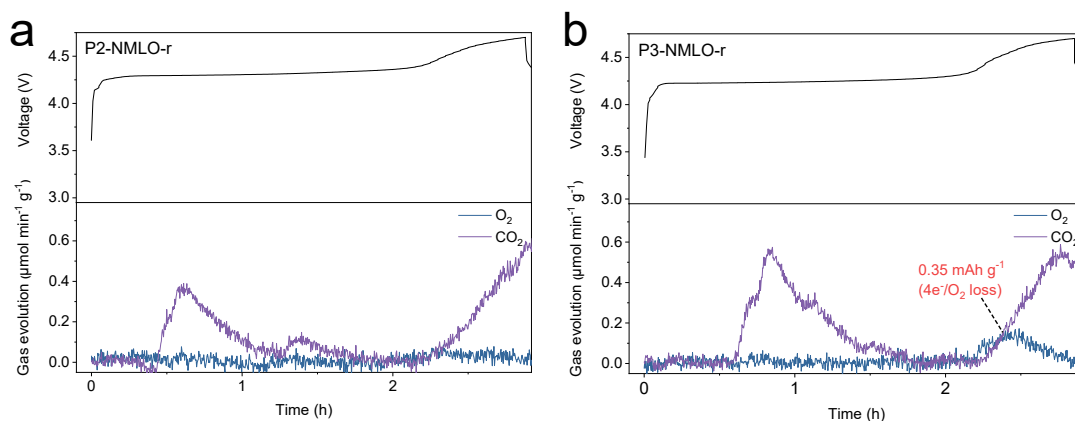 a
P2-NMLO-r
4.5
4.0
3.5
3.0
Voltage (V)
O₂
CO₂
0.6
0.4
0.2
0.0
Gas evolution (μmol min⁻¹ g⁻¹)
0
1
2
Time (h)
b
P3-NMLO-r
4.5
4.0
3.5
3.0
Voltage (V)
O₂
CO₂
0.35 mAh g⁻¹
(4e⁻/O₂ loss)
0.6
0.4
0.2
0.0
Gas evolution (μmol min⁻¹ g⁻¹)
0
1
2
Time (h)